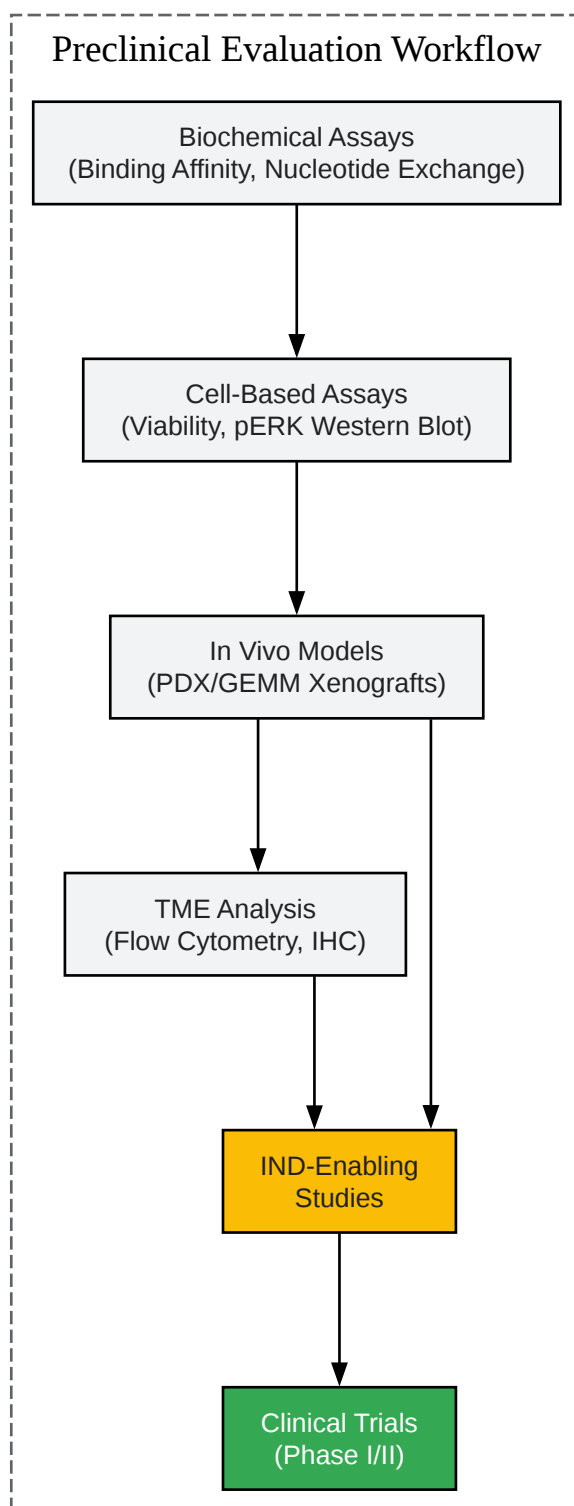 Preclinical Evaluation Workflow
Biochemical Assays
(Binding Affinity, Nucleotide Exchange)
Cell-Based Assays
(Viability, pERK Western Blot)
In Vivo Models
(PDX/GEMM Xenografts)
TME Analysis
(Flow Cytometry, IHC)
IND-Enabling
Studies
Clinical Trials
(Phase I/II)